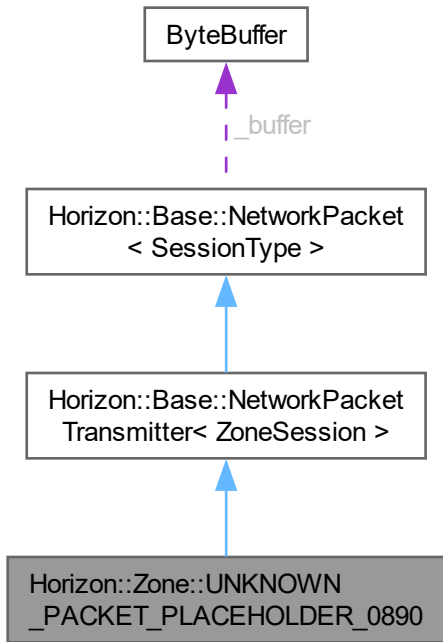 ByteBuffer
_buffer
Horizon::Base::NetworkPacket
< SessionType >
Horizon::Base::NetworkPacket
Transmitter< ZoneSession >
Horizon::Zone::UNKNOWN
_PACKET_PLACEHOLDER_0890